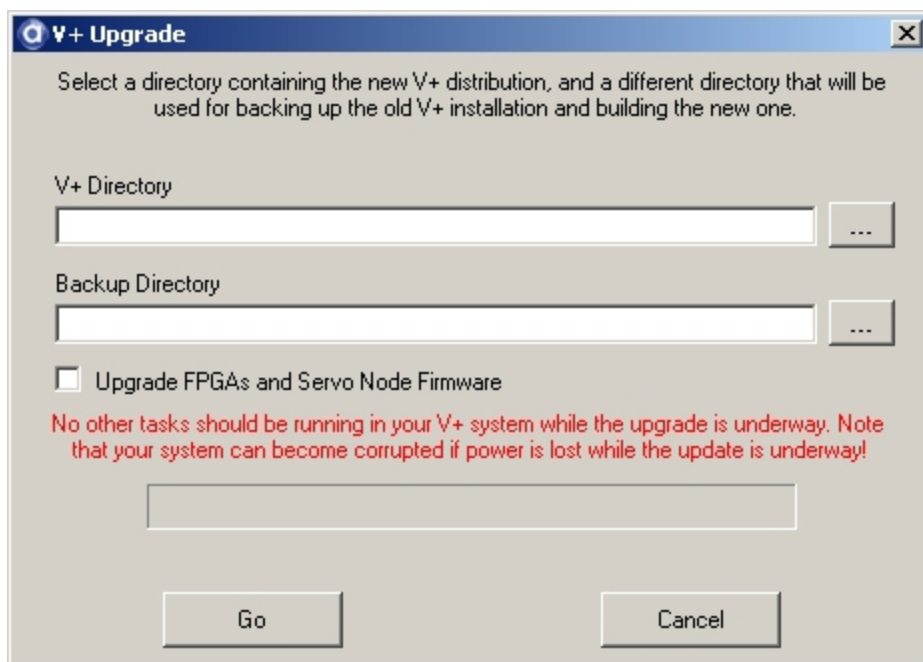 V+ Upgrade
Select a directory containing the new V+ distribution, and a different directory that will be
used for backing up the old V+ installation and building the new one.
V+ Directory
...
Backup Directory
...
Upgrade FPGAs and Servo Node Firmware
No other tasks should be running in your V+ system while the upgrade is underway. Note
that your system can become corrupted if power is lost while the update is underway!
Go
Cancel